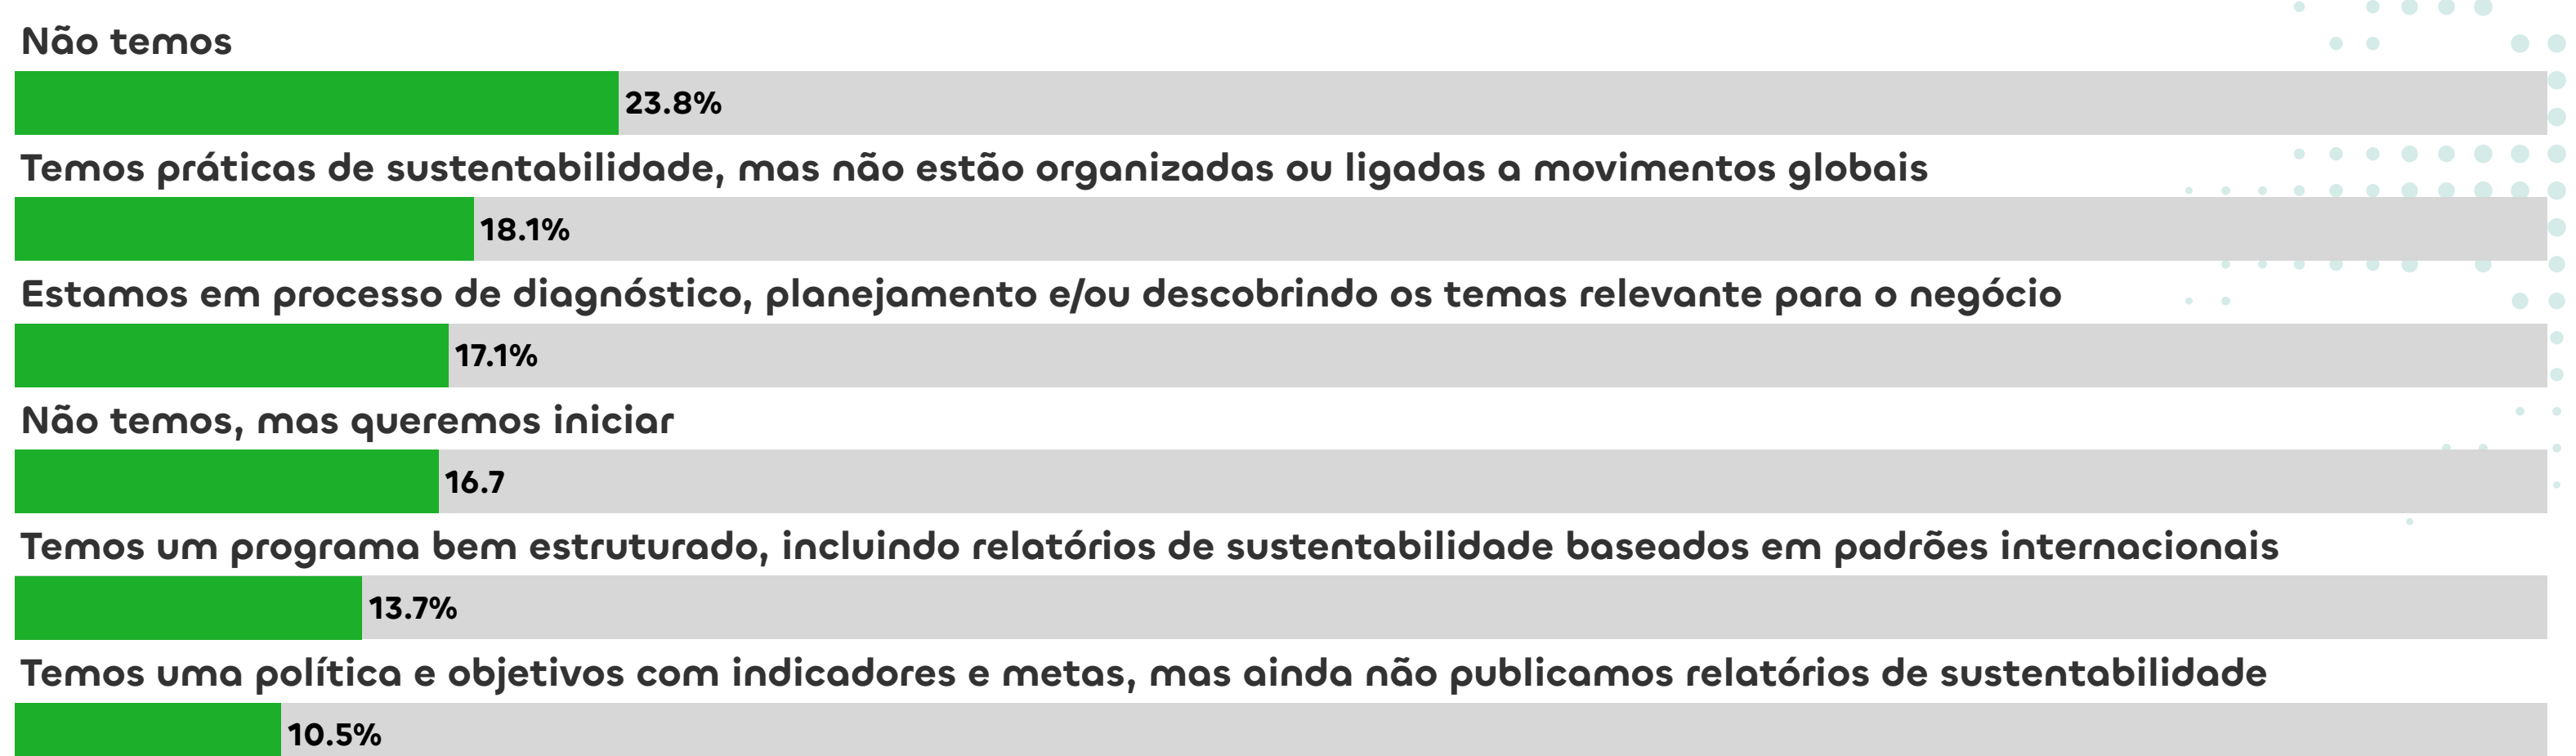 Não temos
23.8%
Temos práticas de sustentabilidade, mas não estão organizadas ou ligadas a movimentos globais
18.1%
Estamos em processo de diagnóstico, planejamento e/ou descobrindo os temas relevante para o negócio
17.1%
Não temos, mas queremos iniciar
16.7
Temos um programa bem estruturado, incluindo relatórios de sustentabilidade baseados em padrões internacionais
13.7%
Temos uma política e objetivos com indicadores e metas, mas ainda não publicamos relatórios de sustentabilidade
10.5%